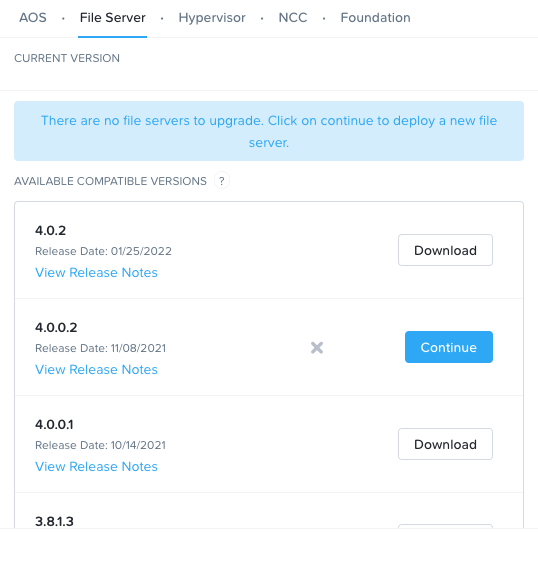 AOS · File Server · Hypervisor · NCC · Foundation
CURRENT VERSION
There are no file servers to upgrade. Click on continue to deploy a new file
server.
AVAILABLE COMPATIBLE VERSIONS ?
4.0.2
Release Date: 01/25/2022
View Release Notes
Download
4.0.0.2
Release Date: 11/08/2021
View Release Notes
Continue
4.0.0.1
Release Date: 10/14/2021
View Release Notes
Download
3.8.1.3